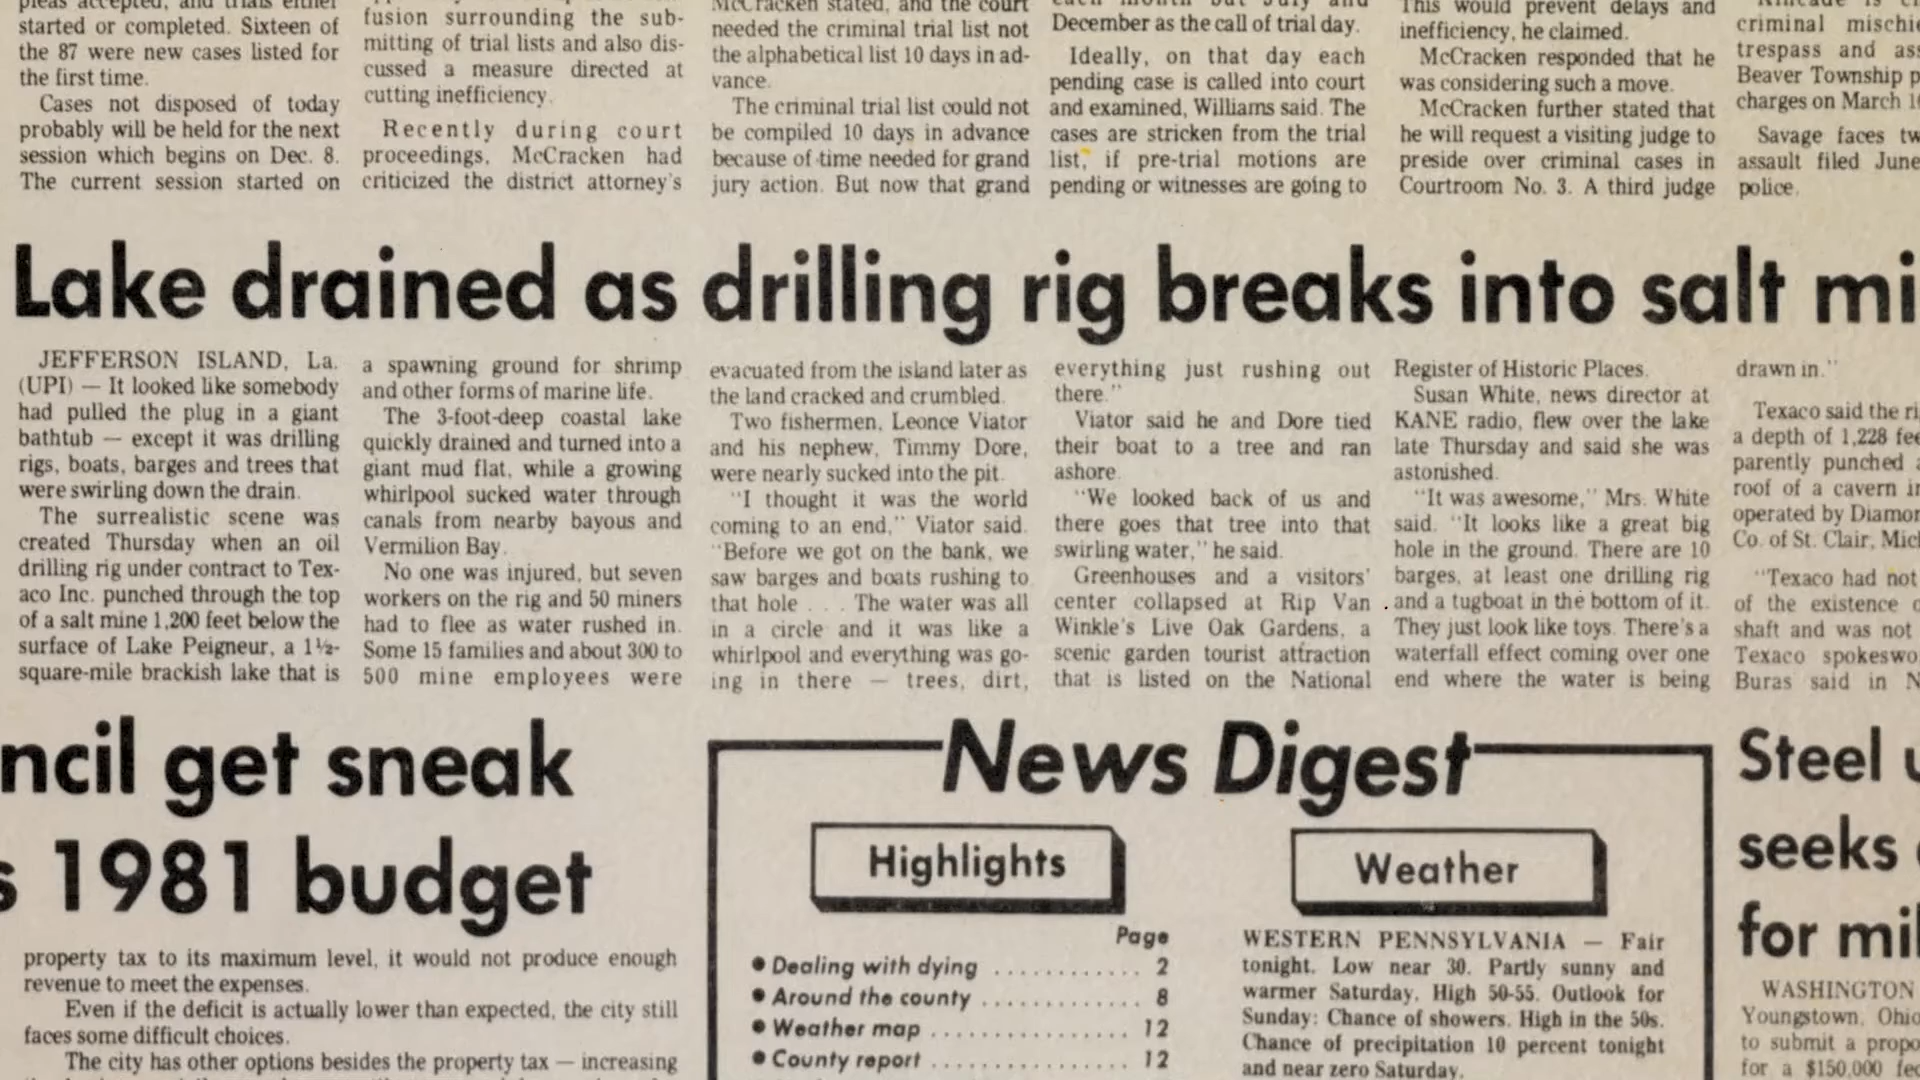 started or completed. Sixteen of
the 87 were new cases listed for
the first time.
Cases not disposed of today
probably will be held for the next
session which begins on Dec. 8.
The current session started on
fusion surrounding the sub-
mitting of trial lists and also dis-
cussed a measure directed at
cutting inefficiency.
Recently during court
proceedings, McCracken had
criticized the district attorney's
McCracken stated, and the court
needed the criminal trial list not
the alphabetical list 10 days in ad-
vance.
The criminal trial list could not
be compiled 10 days in advance
because of time needed for grand
jury action. But now that grand
December as the call of trial day.
Ideally, on that day each
pending case is called into court
and examined, Williams said. The
cases are stricken from the trial
list, if pre-trial motions are
pending or witnesses are going to
This would prevent delays and
inefficiency, he claimed.
McCracken responded that he
was considering such a move.
McCracken further stated that
he will request a visiting judge to
preside over criminal cases in
Courtroom No. 3. A third judge
criminal
trespass and
Beaver Township
charges on March
Savage faces
assault filed June
police.
Lake drained as drilling rig breaks into salt mi
JEFFERSON ISLAND, La.
(UPI) — It looked like somebody
had pulled the plug in a giant
bathtub — except it was drilling
rigs, boats, barges and trees that
were swirling down the drain.
The surrealistic scene was
created Thursday when an oil
drilling rig under contract to Tex-
aco Inc. punched through the top
of a salt mine 1,200 feet below the
surface of Lake Peigneur, a 1½-
square-mile brackish lake that is
a spawning ground for shrimp
and other forms of marine life.
The 3-foot-deep coastal lake
quickly drained and turned into a
giant mud flat, while a growing
whirlpool sucked water through
canals from nearby bayous and
Vermilion Bay.
No one was injured, but seven
workers on the rig and 50 miners
had to flee as water rushed in.
Some 15 families and about 300 to
500 mine employees were
evacuated from the island later as
the land cracked and crumbled.
Two fishermen, Leonce Viator
and his nephew, Timmy Dore,
were nearly sucked into the pit.
"I thought it was the world
coming to an end," Viator said.
"Before we got on the bank, we
saw barges and boats rushing to
that hole . . . The water was all
in a circle and it was like a
whirlpool and everything was go-
ing in there — trees, dirt,
everything just rushing out
there."
Viator said he and Dore tied
their boat to a tree and ran
ashore.
"We looked back of us and
there goes that tree into that
swirling water," he said.
Greenhouses and a visitors'
center collapsed at Rip Van
Winkle's Live Oak Gardens, a
scenic garden tourist attraction
that is listed on the National
Register of Historic Places.
Susan White, news director at
KANE radio, flew over the lake
late Thursday and said she was
astonished.
"It was awesome," Mrs. White
said. "It looks like a great big
hole in the ground. There are 10
barges, at least one drilling rig
and a tugboat in the bottom of it.
They just look like toys. There's a
waterfall effect coming over one
end where the water is being
drawn in."
Texaco said the
a depth of 1,228
parently punched
roof of a cavern
operated by
Co. of St. Clair,
"Texaco had not
of the existence
shaft and was not
Texaco
Buras said in
ncil get sneak
s 1981 budget
property tax to its maximum level, it would not produce enough
revenue to meet the expenses.
Even if the deficit is actually lower than expected, the city still
faces some difficult choices.
The city has other options besides the property tax — increasing
News Digest
Highlights
Page
• Dealing with dying ............ 2
• Around the county ............ 8
• Weather map ................ 12
• County report ................ 12
Weather
WESTERN PENNSYLVANIA — Fair
tonight. Low near 30. Partly sunny and
warmer Saturday. High 50-55. Outlook for
Sunday: Chance of showers. High in the 50s.
Chance of precipitation 10 percent tonight
and near zero Saturday.
Steel
seeks
for mil
WASHINGTON
Youngstown, Ohio
to submit a
for a $150,000